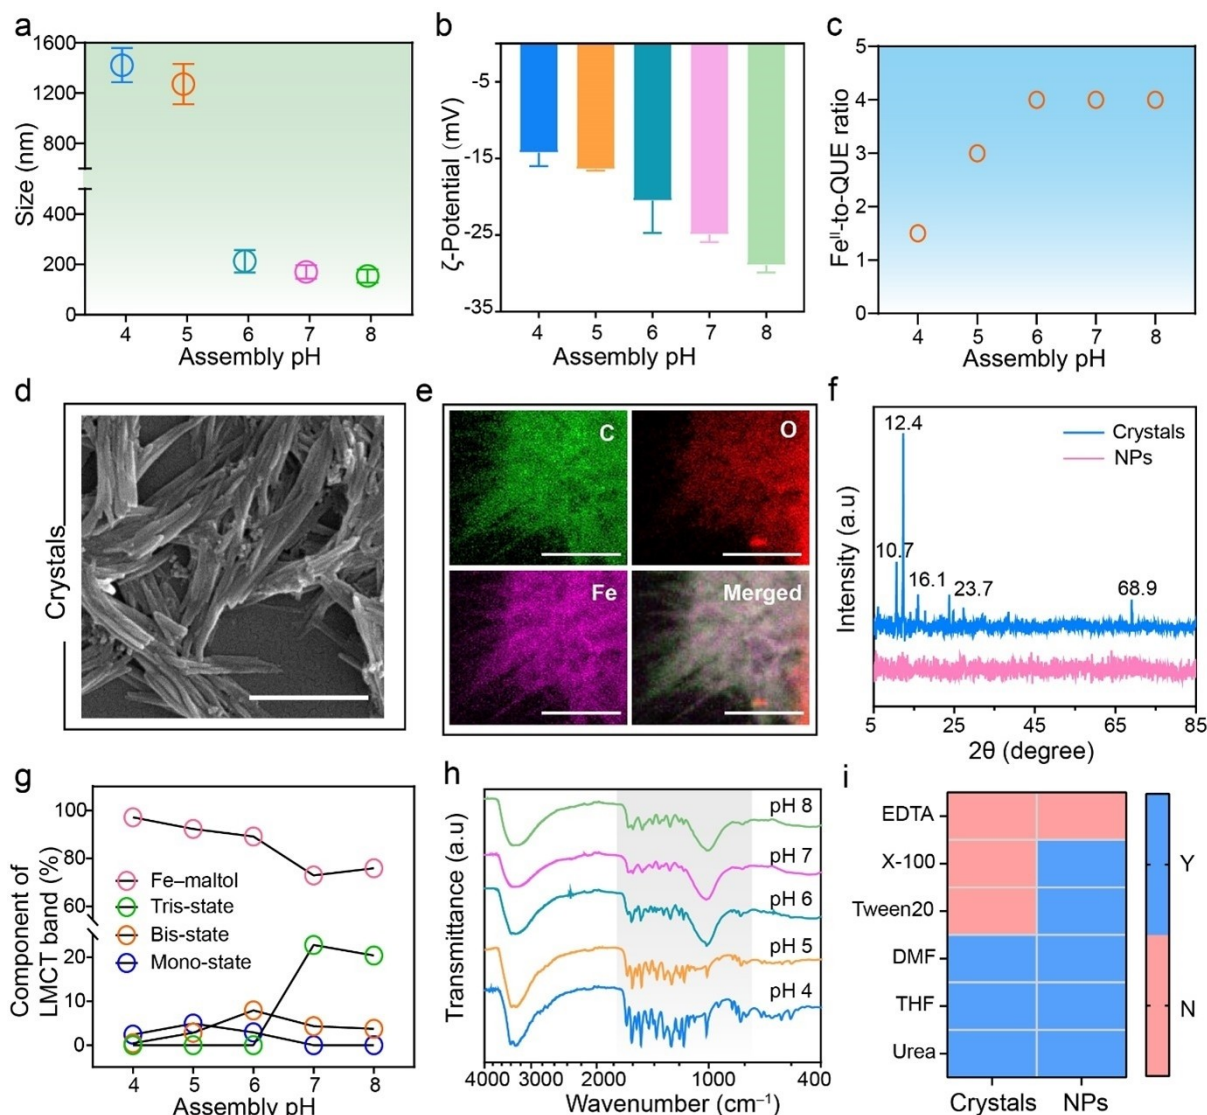 a
1600
1200
800
400
200
0
4 5 6 7 8
Size (nm)
Assembly pH
b
-5
-15
-25
-35
4 5 6 7 8
ζ-Potential (mV)
Assembly pH
c
5
4
3
2
1
0
4 5 6 7 8
Feᴵᴵ-to-QUE ratio
Assembly pH
d
Crystals
e
C
O
Fe
Merged
f
12.4
Crystals
NPs
10.7
16.1
23.7
68.9
Intensity (a.u)
5 25 45 65 85
2θ (degree)
g
100
80
60
20
10
0
Fe–maltol
Tris-state
Bis-state
Mono-state
Component of
LMCT band (%)
4 5 6 7 8
Assembly pH
h
pH 8
pH 7
pH 6
pH 5
pH 4
Transmittance (a.u)
4000 3000 2000 1000 400
Wavenumber (cm⁻¹)
i
EDTA
X-100
Tween20
DMF
THF
Urea
Crystals NPs
Y
N